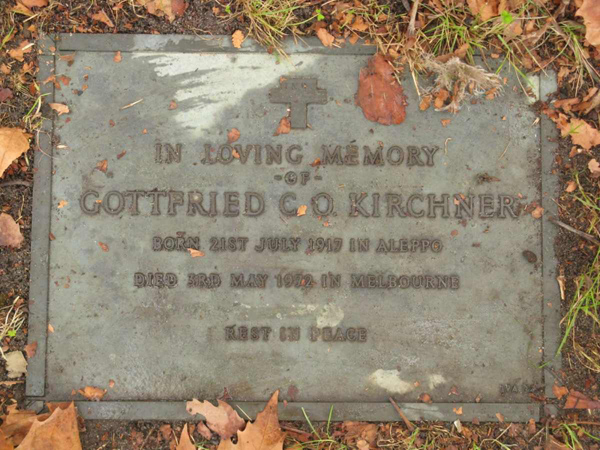 IN LOVING MEMORY
-OF-
GOTTFRIED C.O. KIRCHNER
BORN 21ST JULY 1917 IN ALEPPO
DIED 3RD MAY 1972 IN MELBOURNE
REST IN PEACE